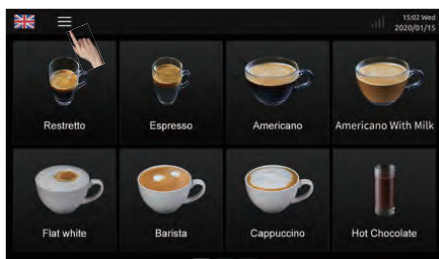 15:02 Wed
2020/01/15
Restretto
Espresso
Americano
Americano With Milk
Flat white
Barista
Cappuccino
Hot Chocolate